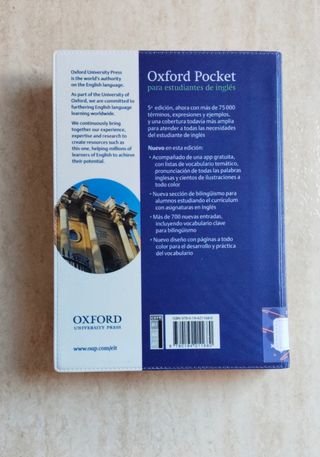 Oxford University Press
is the world's authority
on the English language.
As part of the University of
Oxford, we are committed to
furthering English language
learning worldwide.
We continuously bring
together our experience,
expertise and research to
create resources such as
this one, helping millions of
learners of English to achieve
their potential.
OXFORD
UNIVERSITY PRESS
www.oup.com/elt
Oxford Pocket
para estudiantes de inglés
5ª edición, ahora con más de 75 000
términos, expresiones y ejemplos,
y una cobertura todavía más amplia
para atender a todas las necesidades
del estudiante de inglés
Nuevo en esta edición:
• Acompañado de una app gratuita,
con listas de vocabulario temático,
pronunciación de todas las palabras
inglesas y cientos de ilustraciones a
todo color
• Nueva sección de bilingüismo para
alumnos estudiando el currículum
con asignaturas en inglés
• Más de 700 nuevas entradas,
incluyendo vocabulario clave
para bilingüismo
• Nuevo diseño con páginas a todo
color para el desarrollo y práctica
del vocabulario